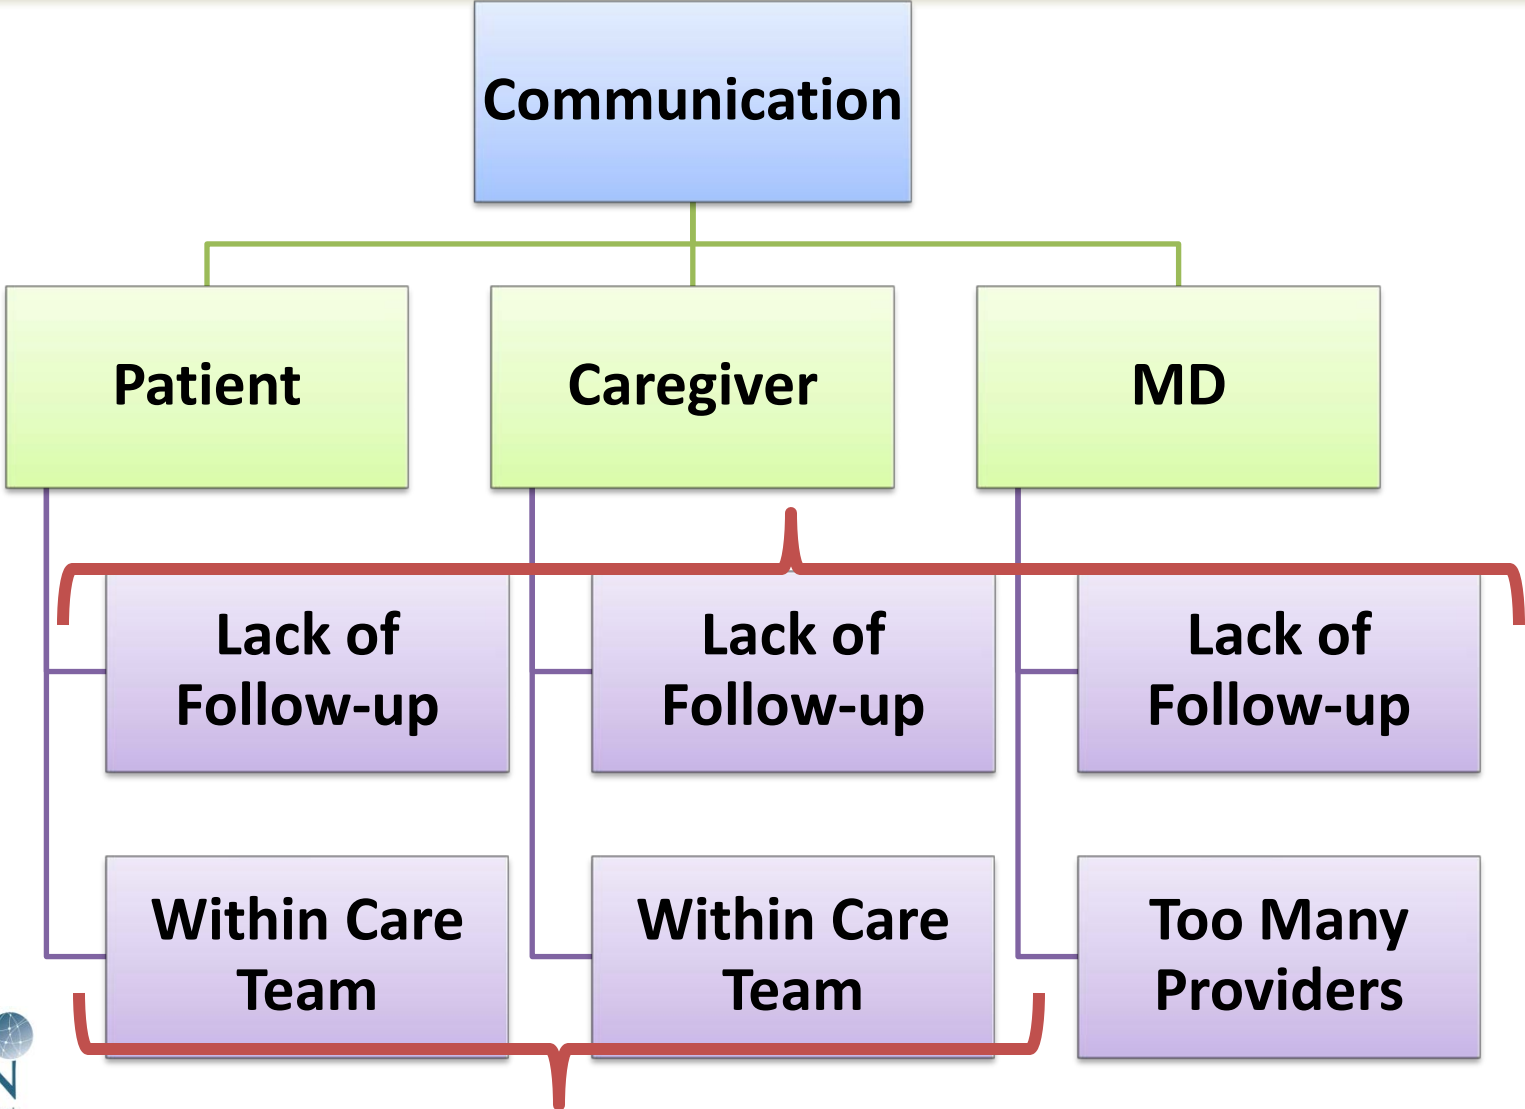 Communication
Patient
Caregiver
MD
Lack of
Follow-up
Lack of
Follow-up
Lack of
Follow-up
Within Care
Team
Within Care
Team
Too Many
Providers
N